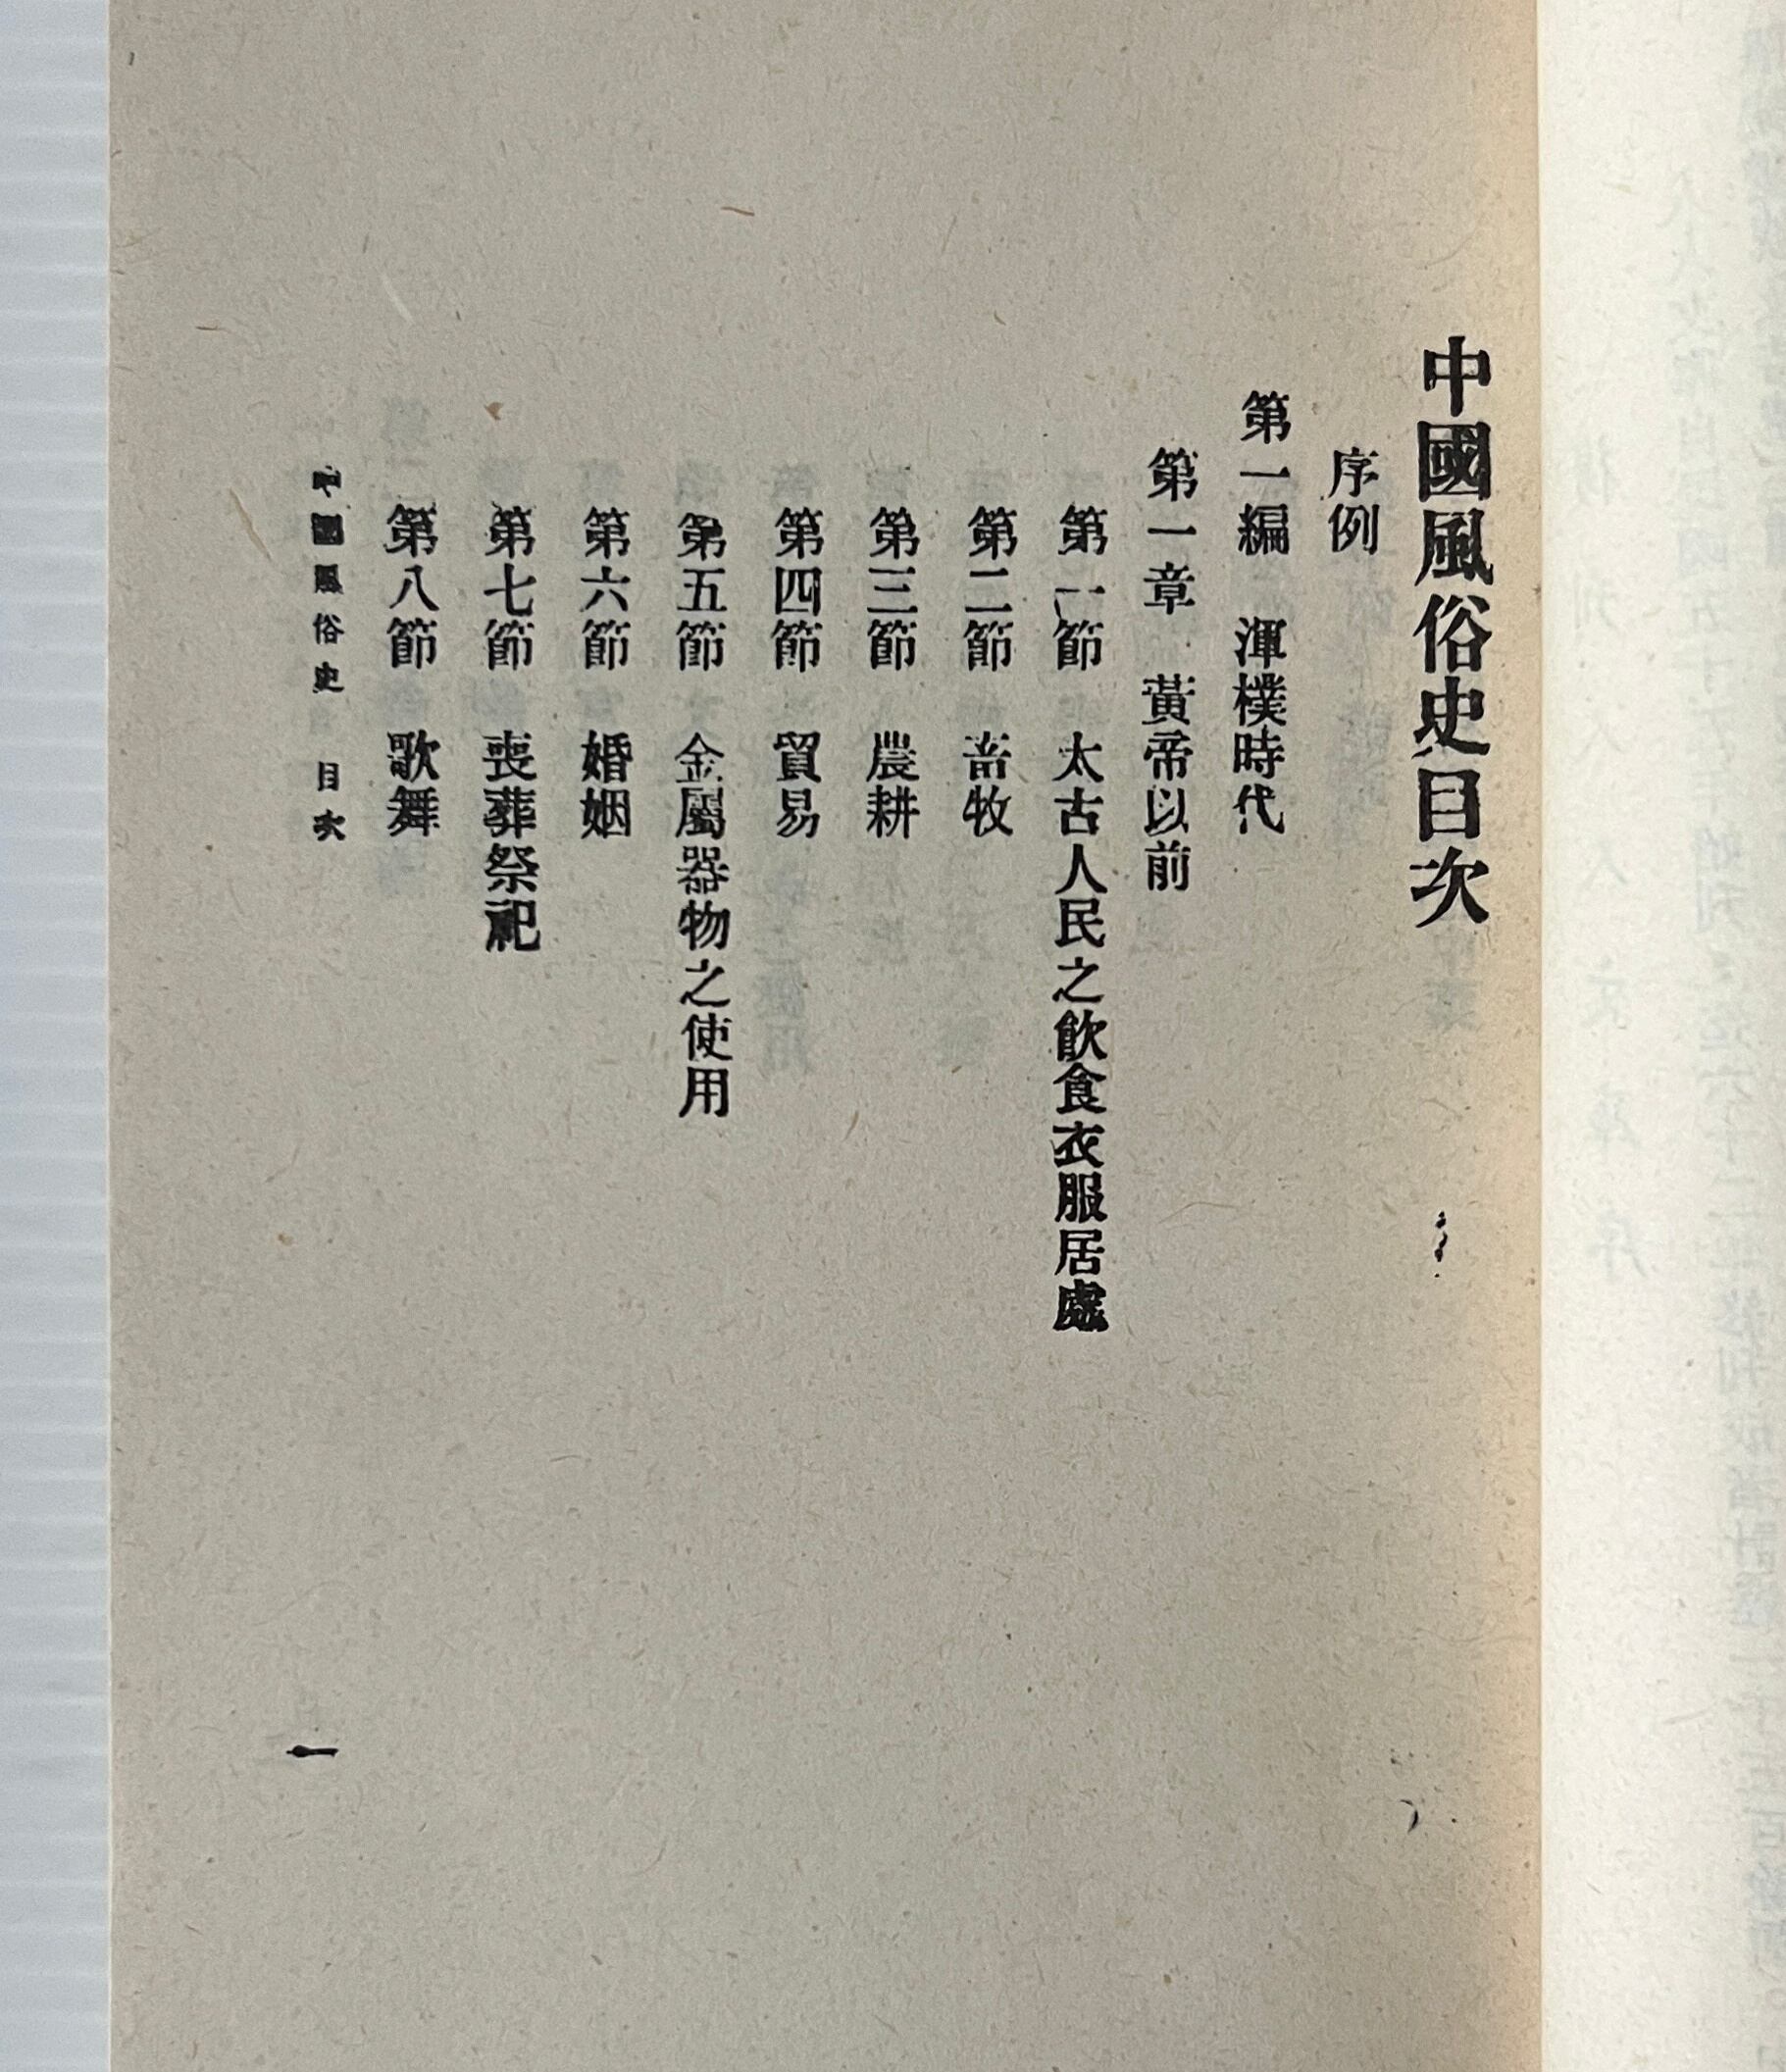 中國風俗史目次
序例
第一編　渾樸時代
第一章　黃帝以前
第一節　太古人民之飲食衣服居處
第二節　畜牧
第三節　農耕
第四節　貿易
第五節　金屬器物之使用
第六節　婚姻
第七節　喪葬祭祀
第八節　歌舞
中國風俗史　目次
一